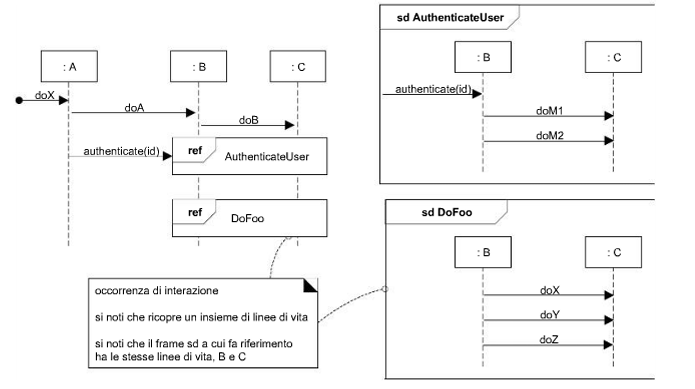 : A
: B
: C
doX
doA
doB
authenticate(id)
ref
AuthenticateUser
ref
DoFoo
occorrenza di interazione
si noti che ricopre un insieme di linee di vita
si noti che il frame sd a cui fa riferimento
ha le stesse linee di vita, B e C
sd AuthenticateUser
: B
: C
authenticate(id)
doM1
doM2
sd DoFoo
: B
: C
doX
doY
doZ